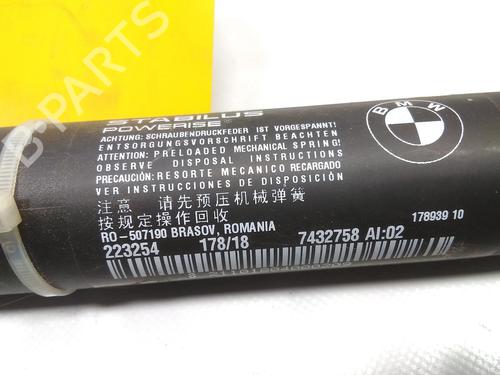 STABILUS
POWERISE®
BMW
ACHTUNG: SCHRAUBENDRUCKFEDER IST VORGESPANNT!
ENTSORGUNGSVORSCHRIFT BEACHTEN
ATTENTION: PRELOADED MECHANICAL SPRING!
OBSERVE DISPOSAL INSTRUCTIONS
PRECAUCIÓN: RESORTE MECANICO RECARGADO
VER INSTRUCCIONES DE DESECHO
注意 请先预压机械弹簧
按规定操作回收
178939 10
RO-507190 BRASOV, ROMANIA
223254 178/18 7432758 AI:02
B-PARTS